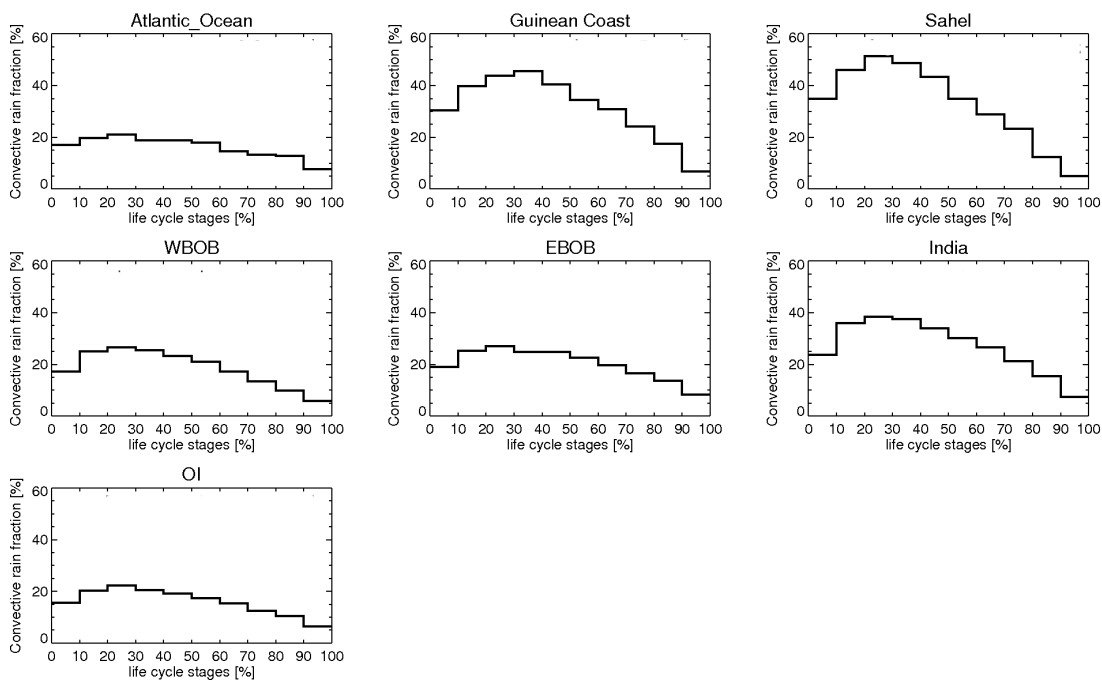 Atlantic_Ocean
Convective rain fraction [%]
60
40
20
0
0 10 20 30 40 50 60 70 80 90 100
life cycle stages [%]
Guinean Coast
Convective rain fraction [%]
60
40
20
0
0 10 20 30 40 50 60 70 80 90 100
life cycle stages [%]
Sahel
Convective rain fraction [%]
60
40
20
0
0 10 20 30 40 50 60 70 80 90 100
life cycle stages [%]
WBOB
Convective rain fraction [%]
60
40
20
0
0 10 20 30 40 50 60 70 80 90 100
life cycle stages [%]
EBOB
Convective rain fraction [%]
60
40
20
0
0 10 20 30 40 50 60 70 80 90 100
life cycle stages [%]
India
Convective rain fraction [%]
60
40
20
0
0 10 20 30 40 50 60 70 80 90 100
life cycle stages [%]
OI
Convective rain fraction [%]
60
40
20
0
0 10 20 30 40 50 60 70 80 90 100
life cycle stages [%]